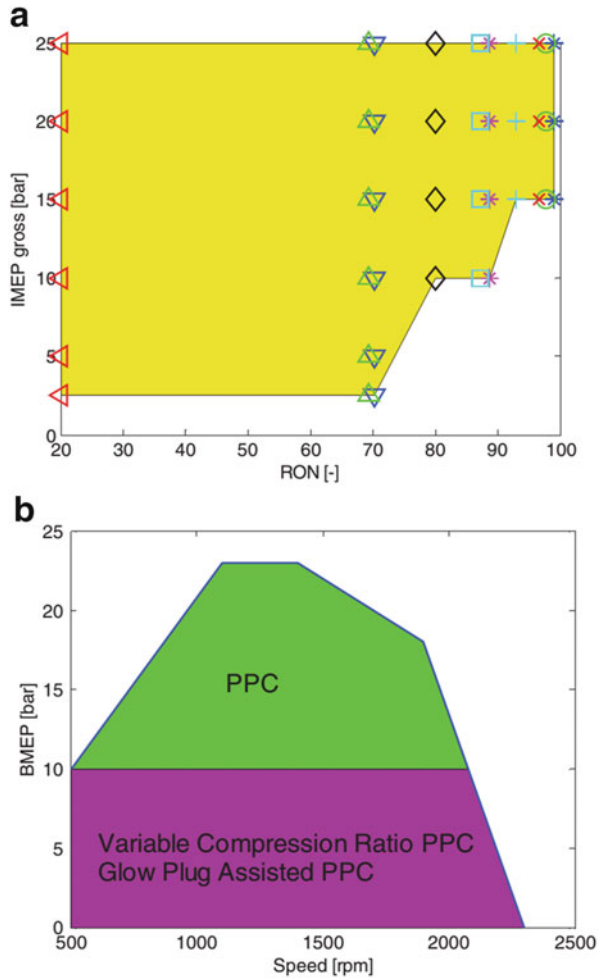 a
25
20
15
10
5
0
IMEP gross [bar]
20 30 40 50 60 70 80 90 100
RON [-]
b
25
20
15
10
5
0
BMEP [bar]
PPC
Variable Compression Ratio PPC
Glow Plug Assisted PPC
500 1000 1500 2000 2500
Speed [rpm]